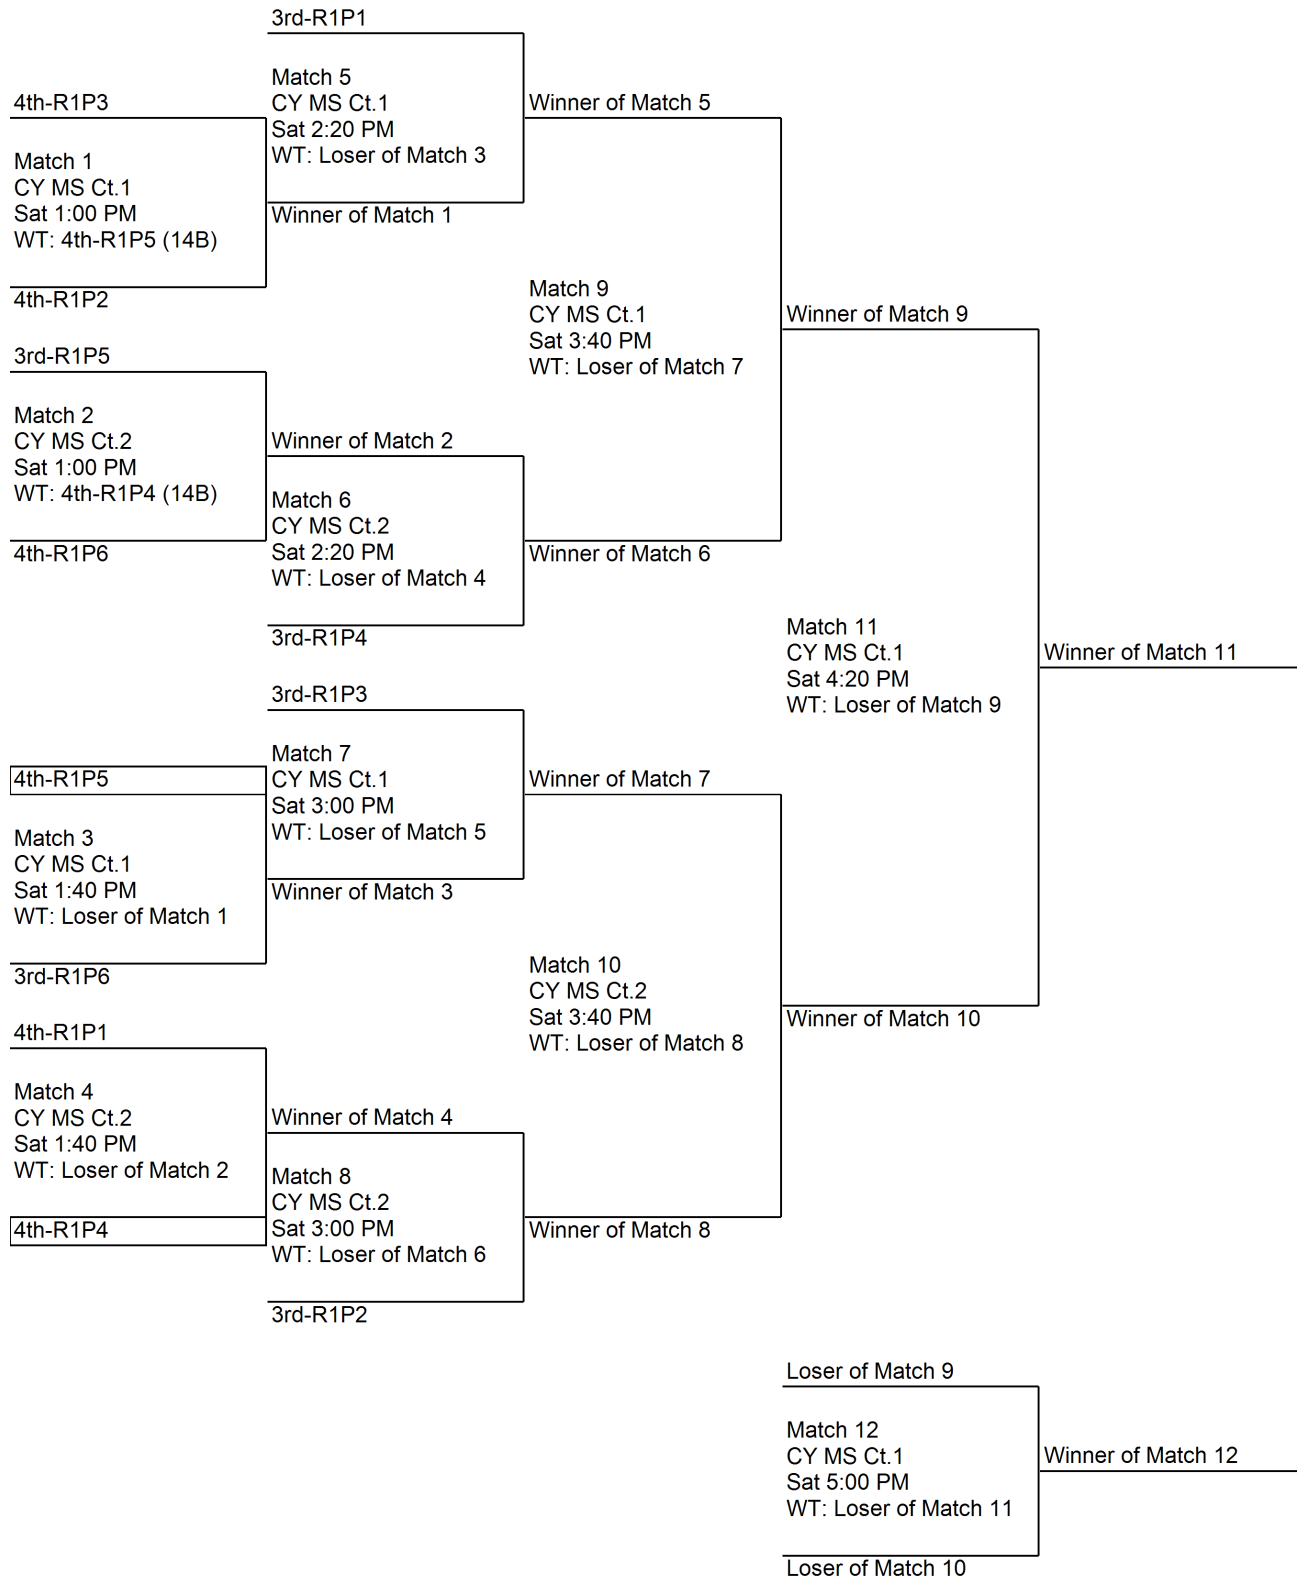 3rd-R1P1
Match 5
CY MS Ct.1
Sat 2:20 PM
WT: Loser of Match 3
Winner of Match 1
4th-R1P3
Match 1
CY MS Ct.1
Sat 1:00 PM
WT: 4th-R1P5 (14B)
4th-R1P2
3rd-R1P5
Match 2
CY MS Ct.2
Sat 1:00 PM
WT: 4th-R1P4 (14B)
4th-R1P6
Winner of Match 2
Match 6
CY MS Ct.2
Sat 2:20 PM
WT: Loser of Match 4
3rd-R1P4
Winner of Match 5
Match 9
CY MS Ct.1
Sat 3:40 PM
WT: Loser of Match 7
Winner of Match 6
3rd-R1P3
Match 7
CY MS Ct.1
Sat 3:00 PM
WT: Loser of Match 5
Winner of Match 3
4th-R1P5
Match 3
CY MS Ct.1
Sat 1:40 PM
WT: Loser of Match 1
3rd-R1P6
4th-R1P1
Match 4
CY MS Ct.2
Sat 1:40 PM
WT: Loser of Match 2
4th-R1P4
Winner of Match 4
Match 8
CY MS Ct.2
Sat 3:00 PM
WT: Loser of Match 6
3rd-R1P2
Winner of Match 7
Match 10
CY MS Ct.2
Sat 3:40 PM
WT: Loser of Match 8
Winner of Match 8
Winner of Match 9
Match 11
CY MS Ct.1
Sat 4:20 PM
WT: Loser of Match 9
Winner of Match 10
Winner of Match 11
Loser of Match 9
Match 12
CY MS Ct.1
Sat 5:00 PM
WT: Loser of Match 11
Loser of Match 10
Winner of Match 12